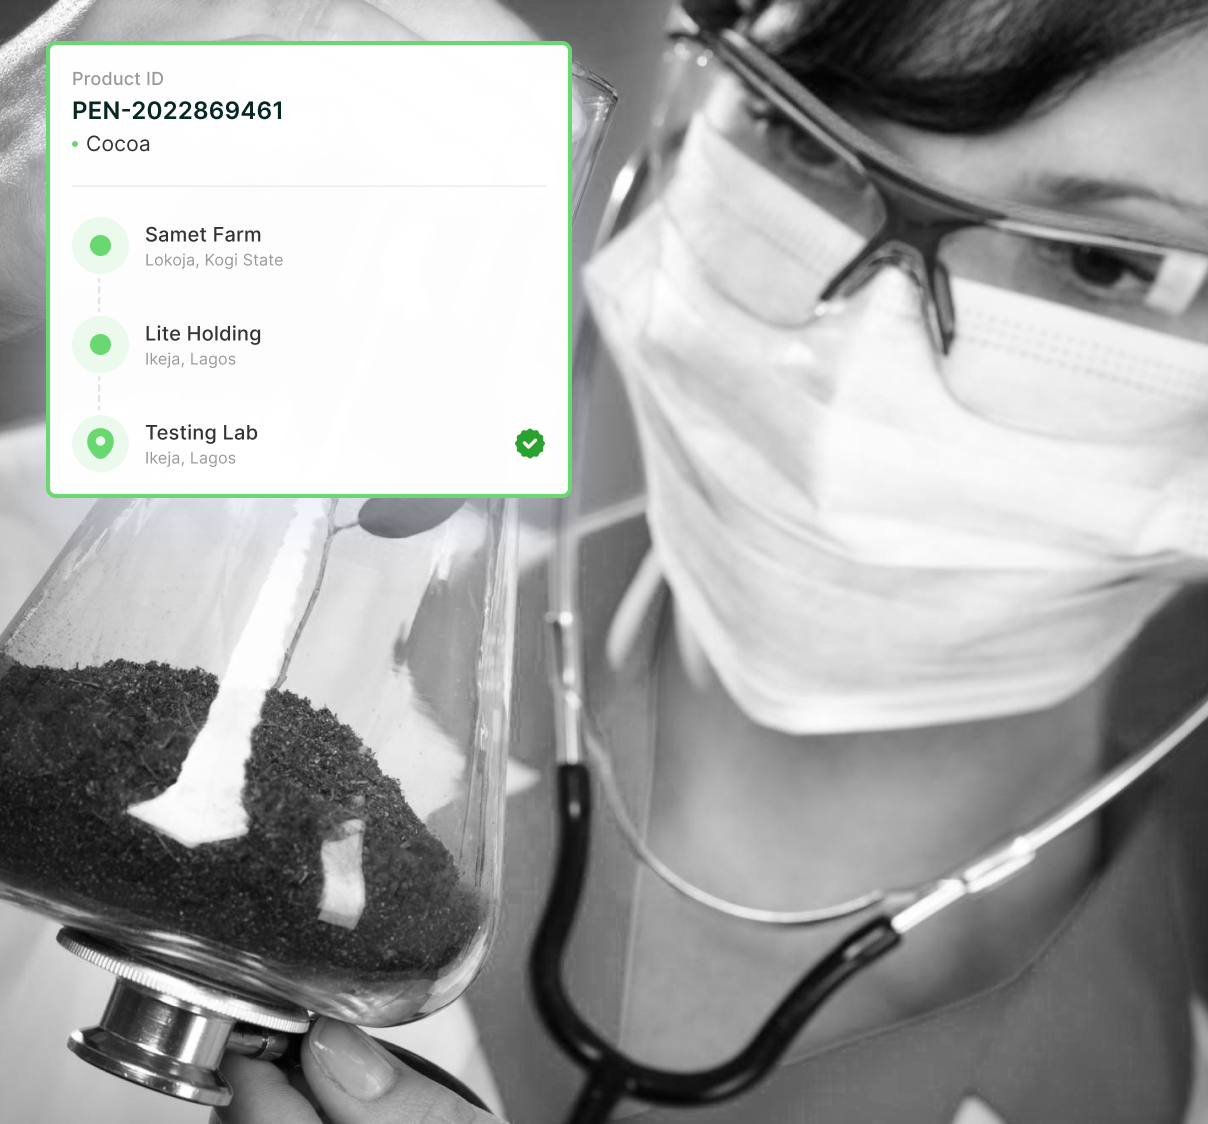 Product ID
PEN-2022869461
Cocoa
Samet Farm
Lokoja, Kogi State
Lite Holding
Ikeja, Lagos
Testing Lab
Ikeja, Lagos